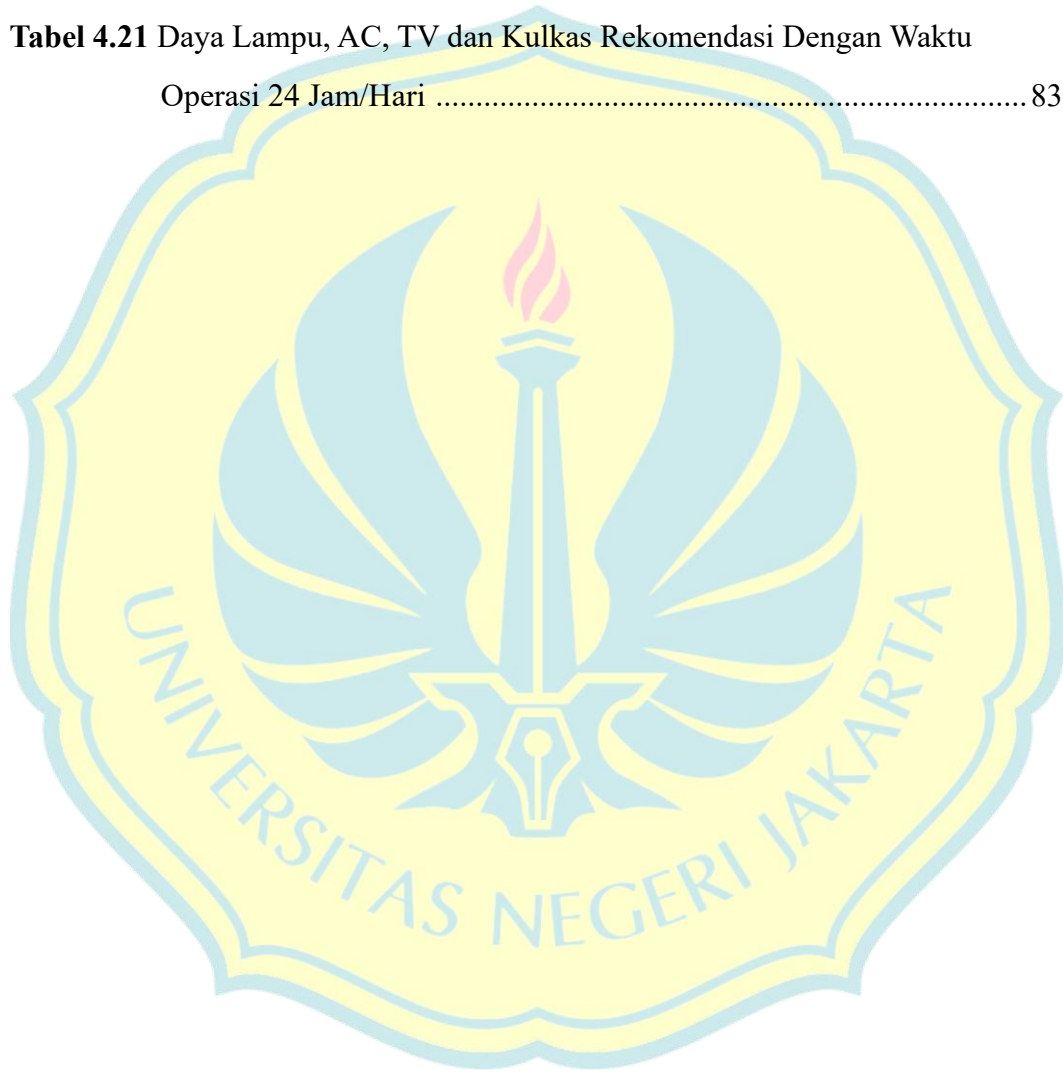 Tabel 4.21 Daya Lampu, AC, TV dan Kulkas Rekomendasi Dengan Waktu
Operasi 24 Jam/Hari ........................................................................... 83
UNIVERSITAS NEGERI JAKARTA